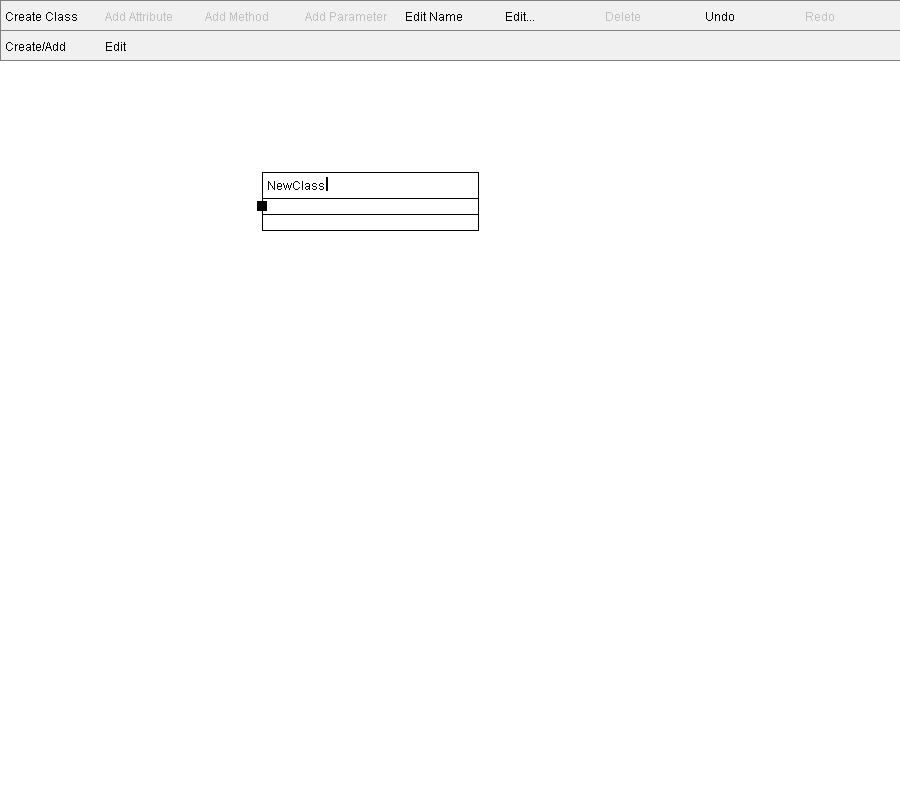 Create Class Add Attribute Add Method Add Parameter Edit Name Edit... Delete Undo Redo
Create/Add Edit
NewClass